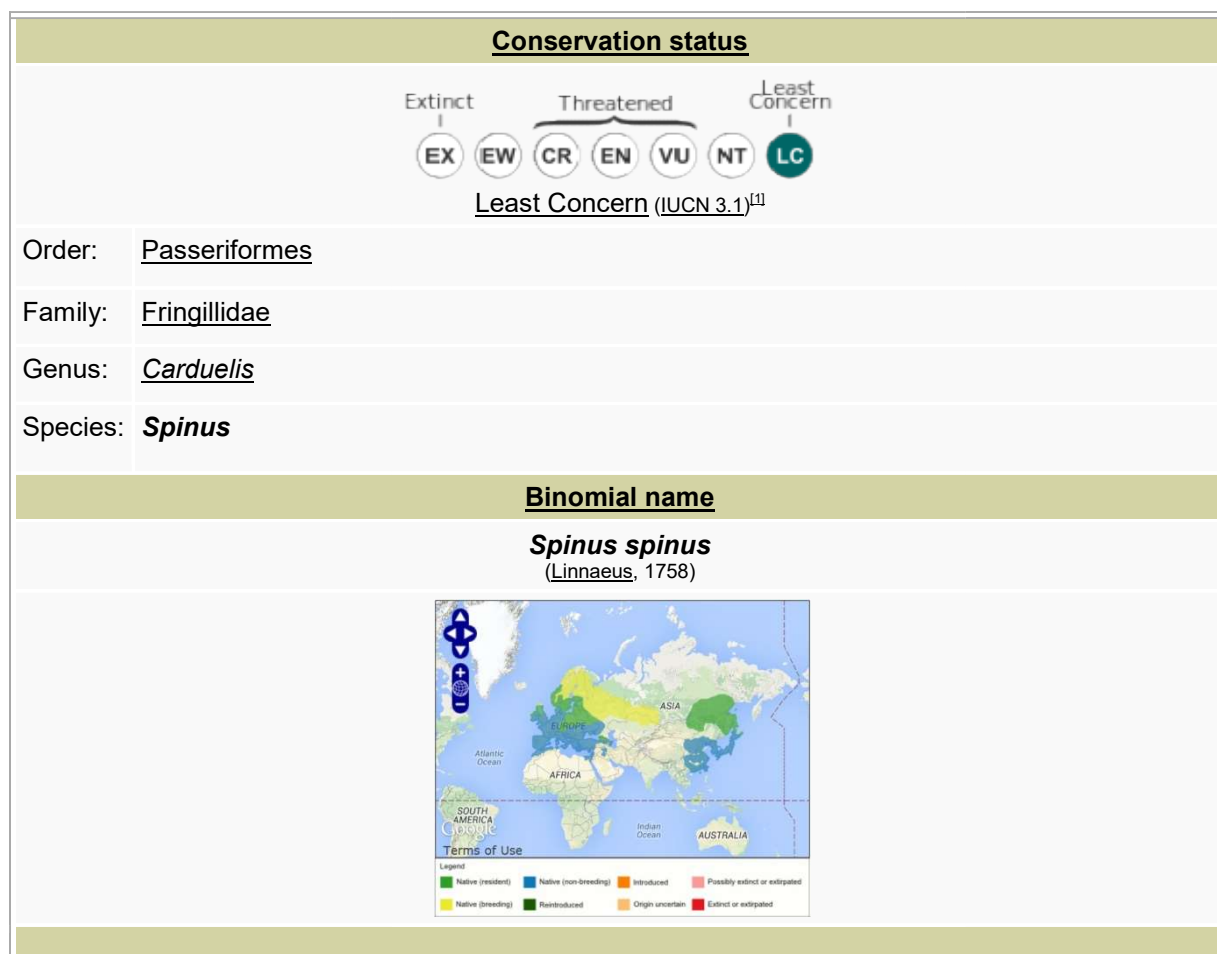 Conservation status
Extinct Threatened Least Concern
EX EW CR EN VU NT LC
Least Concern (IUCN 3.1)[1]
Order: Passeriformes
Family: Fringillidae
Genus: Carduelis
Species: Spinus
Binomial name
Spinus spinus
(Linnaeus, 1758)
ASIA
EUROPE
Atlantic
Ocean
AFRICA
SOUTH
AMERICA
Google
Indian
Ocean
AUSTRALIA
Terms of Use
Legend
Native (resident) Native (non-breeding) Introduced Possibly extinct or extirpated
Native (breeding) Reintroduced Origin uncertain Extinct or extirpated